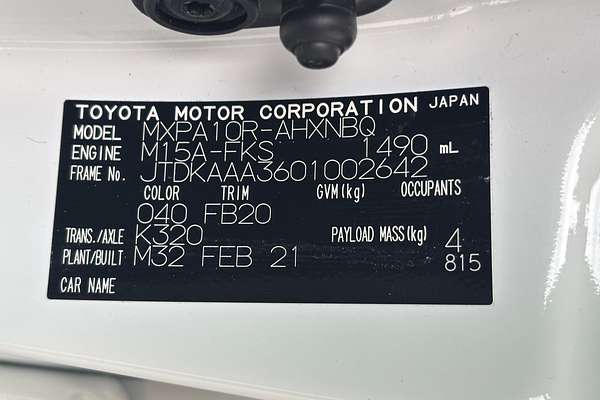 TOYOTA MOTOR CORPORATION JAPAN
MODEL MXPA10R-AHXNBQ
ENGINE M15A-FKS 1490 mL
FRAME No. JTDKAAA3601002642
COLOR TRIM GVM(kg) OCCUPANTS
040 FB20
TRANS./AXLE K320 PAYLOAD MASS(kg) 4
PLANT/BUILT M32 FEB 21 815
CAR NAME